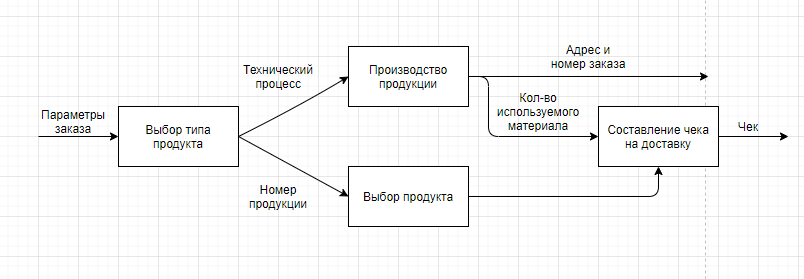 Параметры
заказа
Выбор типа
продукта
Технический
процесс
Номер
продукции
Производство
продукции
Выбор продукта
Адрес и
номер заказа
Кол-во
используемого
материала
Составление чека
на доставку
Чек